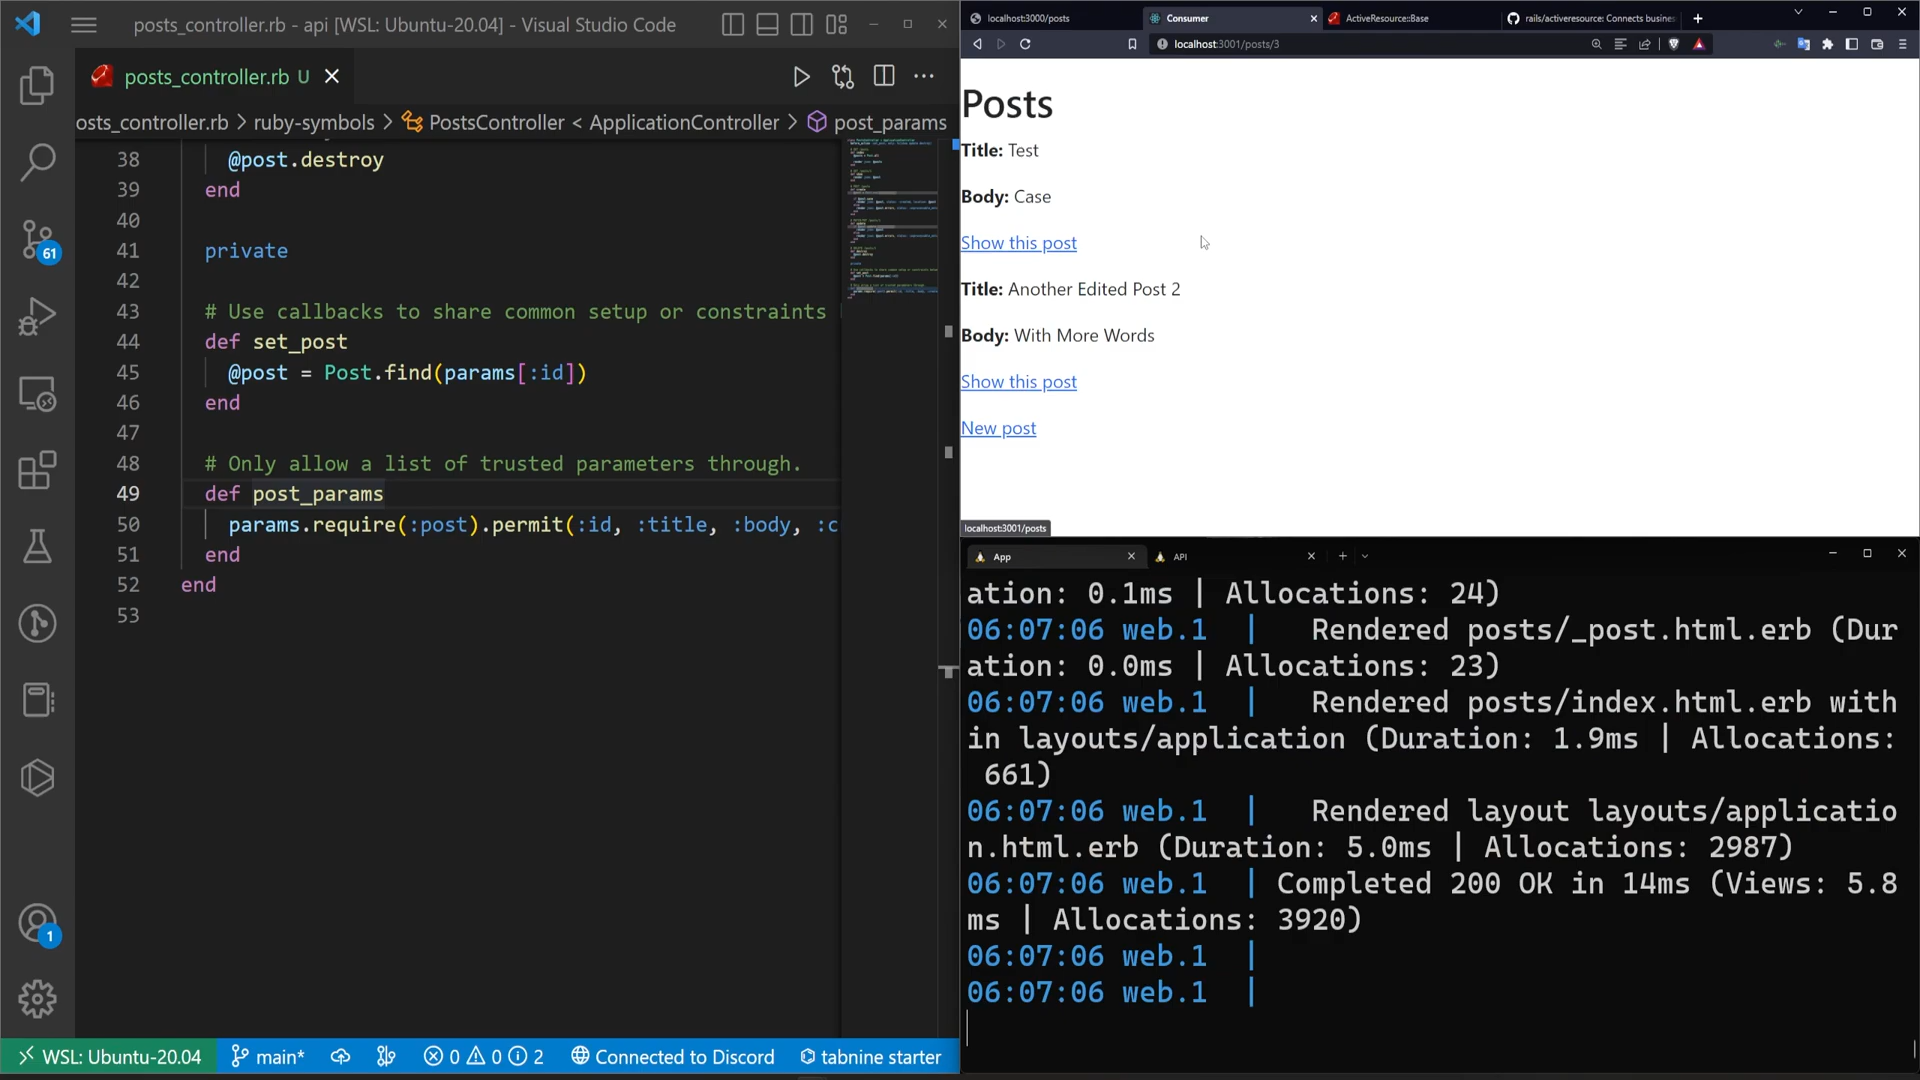 posts_controller.rb - api [WSL: Ubuntu-20.04] - Visual Studio Code
posts_controller.rb U
osts_controller.rb > ruby-symbols > PostsController < ApplicationController > post_params
38 @post.destroy
39 end
40
41 private
42
43 # Use callbacks to share common setup or constraints
44 def set_post
45 @post = Post.find(params[:id])
46 end
47
48 # Only allow a list of trusted parameters through.
49 def post_params
50 params.require(:post).permit(:id, :title, :body, :c
51 end
52 end
53
61
1
WSL: Ubuntu-20.04 main* 0 0 2 Connected to Discord tabnine starter
localhost:3000/posts Consumer ActiveResource::Base rails/activeresource: Connects busines
localhost:3001/posts/3
Posts
Title: Test
Body: Case
Show this post
Title: Another Edited Post 2
Body: With More Words
Show this post
New post
localhost:3001/posts
App API
ation: 0.1ms | Allocations: 24)
06:07:06 web.1 | Rendered posts/_post.html.erb (Dur
ation: 0.0ms | Allocations: 23)
06:07:06 web.1 | Rendered posts/index.html.erb with
in layouts/application (Duration: 1.9ms | Allocations:
661)
06:07:06 web.1 | Rendered layout layouts/applicatio
n.html.erb (Duration: 5.0ms | Allocations: 2987)
06:07:06 web.1 | Completed 200 OK in 14ms (Views: 5.8
ms | Allocations: 3920)
06:07:06 web.1 |
06:07:06 web.1 |